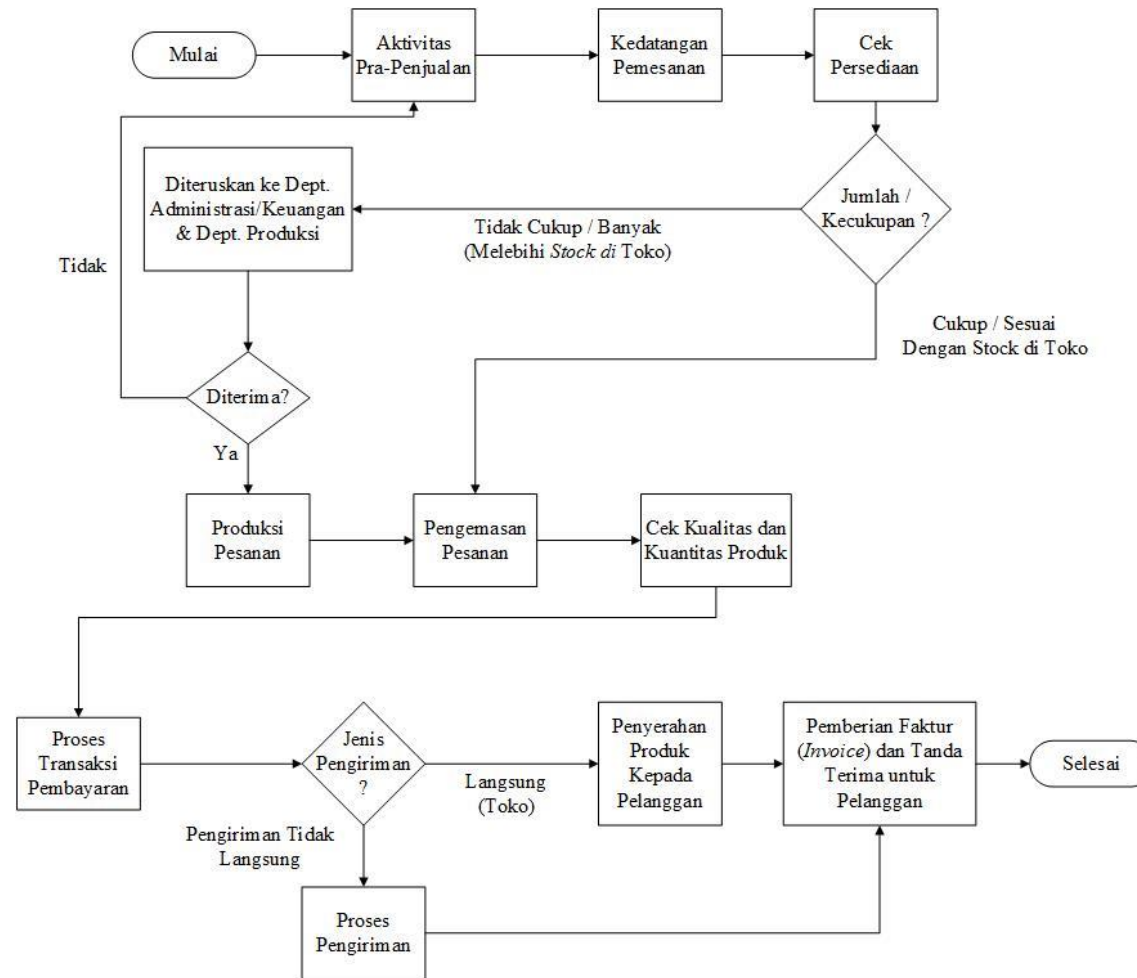 Mulai
Aktivitas
Pra-Penjualan
Kedatangan
Pemesanan
Cek
Persediaan
Jumlah /
Kecukupan ?
Tidak Cukup / Banyak
(Melebihi Stock di Toko)
Diteruskan ke Dept.
Administrasi/Keuangan
& Dept. Produksi
Tidak
Cukup / Sesuai
Dengan Stock di Toko
Diterima?
Ya
Produksi
Pesanan
Pengemasan
Pesanan
Cek Kualitas dan
Kuantitas Produk
Proses
Transaksi
Pembayaran
Jenis
Pengiriman
?
Langsung
(Toko)
Penyerahan
Produk
Kepada
Pelanggan
Pemberian Faktur
(Invoice) dan Tanda
Terima untuk
Pelanggan
Selesai
Pengiriman Tidak
Langsung
Proses
Pengiriman